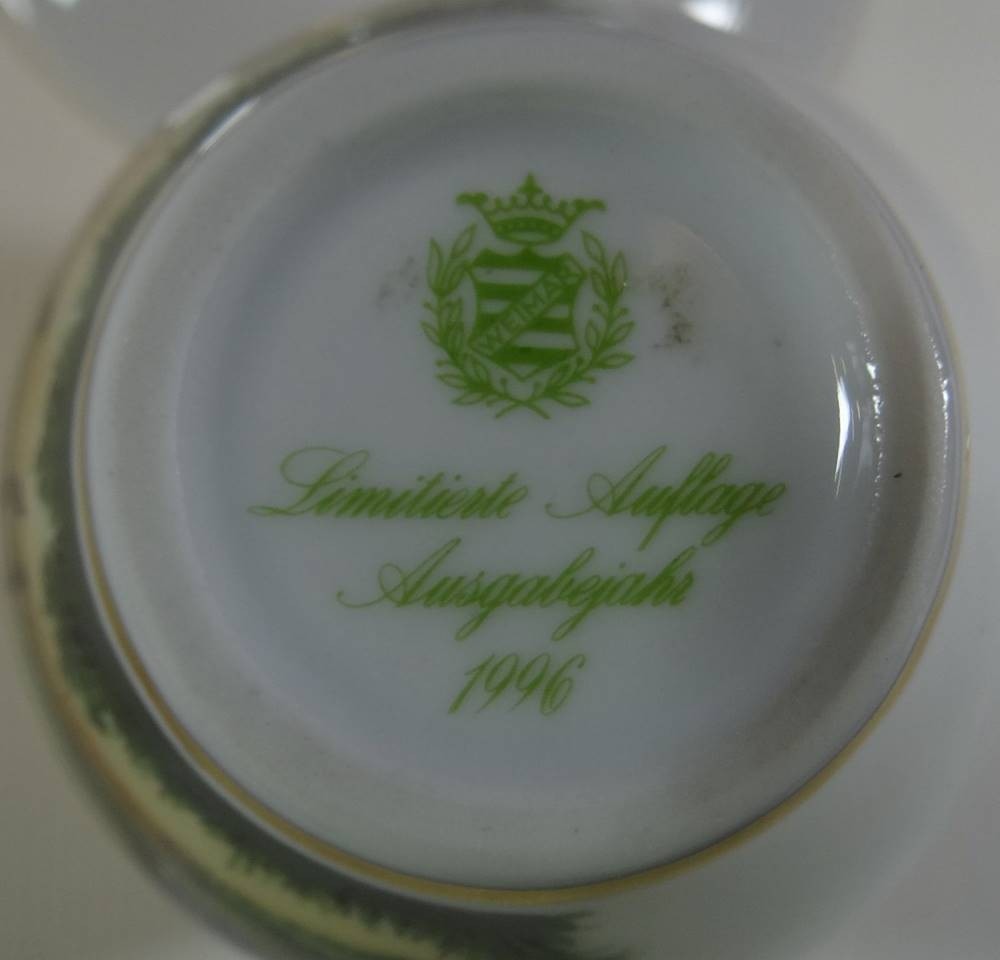 WEIMAR
Limitierte Auflage
Ausgabejahr
1996